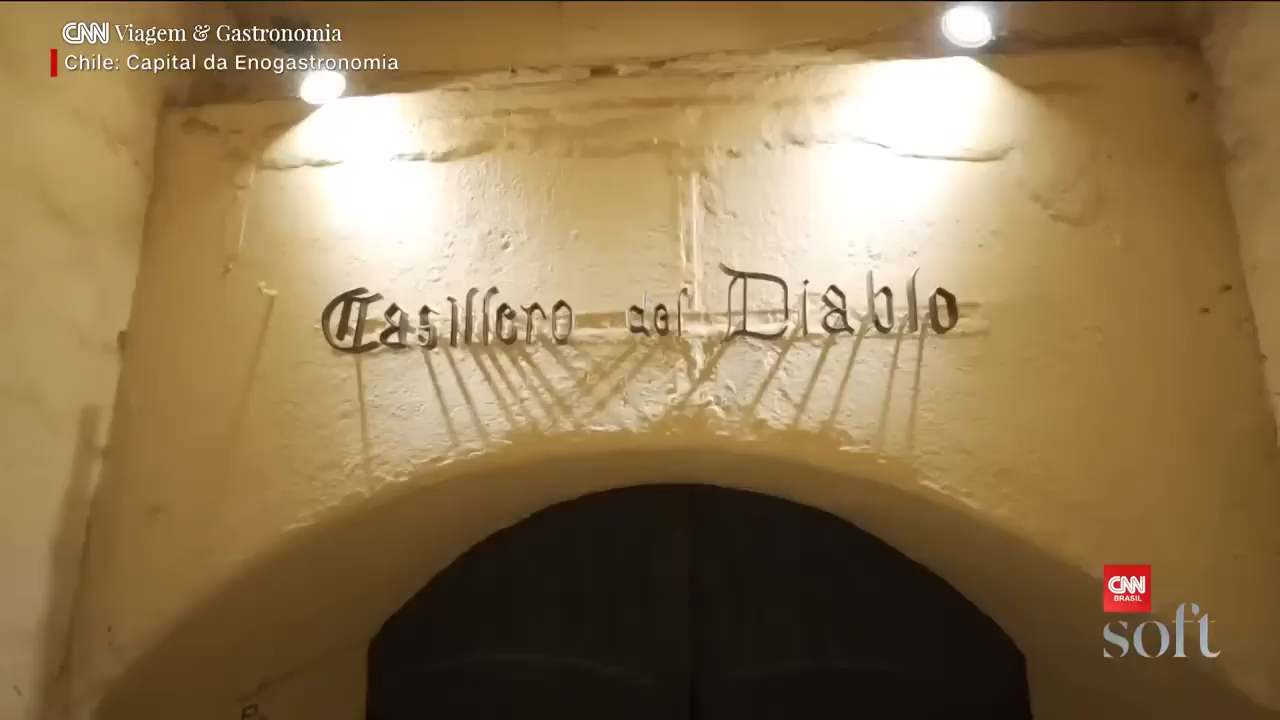 CNN Viagem & Gastronomia
Chile: Capital da Enogastronomia
Casillero del Diablo
CNN
BRASIL
soft